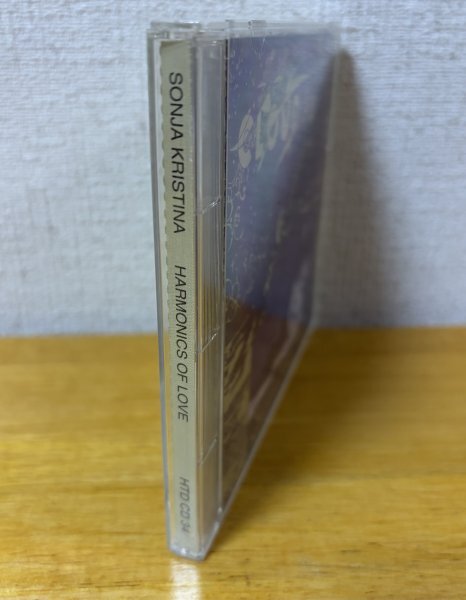 SONJA KRISTINA HARMONICS OF LOVE HTD CD 34